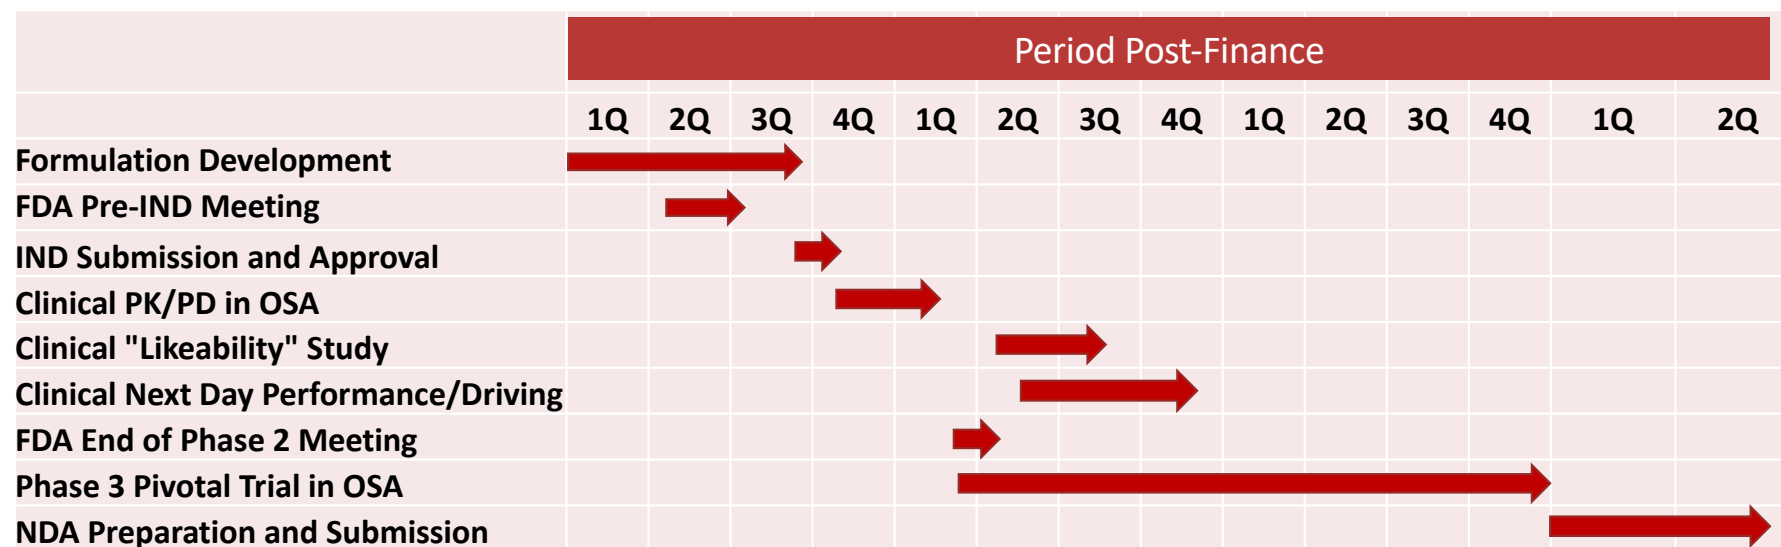 Period Post-Finance
1Q 2Q 3Q 4Q 1Q 2Q 3Q 4Q 1Q 2Q 3Q 4Q 1Q 2Q
Formulation Development
FDA Pre-IND Meeting
IND Submission and Approval
Clinical PK/PD in OSA
Clinical "Likeability" Study
Clinical Next Day Performance/Driving
FDA End of Phase 2 Meeting
Phase 3 Pivotal Trial in OSA
NDA Preparation and Submission